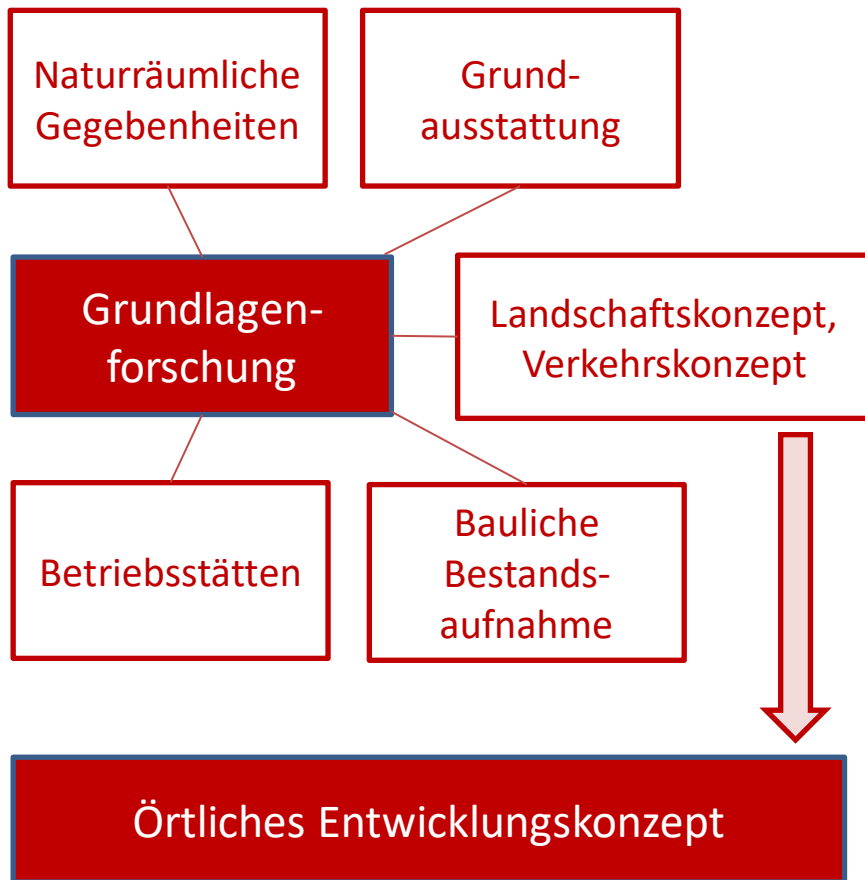 Naturräumliche
Gegebenheiten
Grund-
ausstattung
Grundlagen-
forschung
Landschaftskonzept,
Verkehrskonzept
Betriebsstätten
Bauliche
Bestands-
aufnahme
Örtliches Entwicklungskonzept